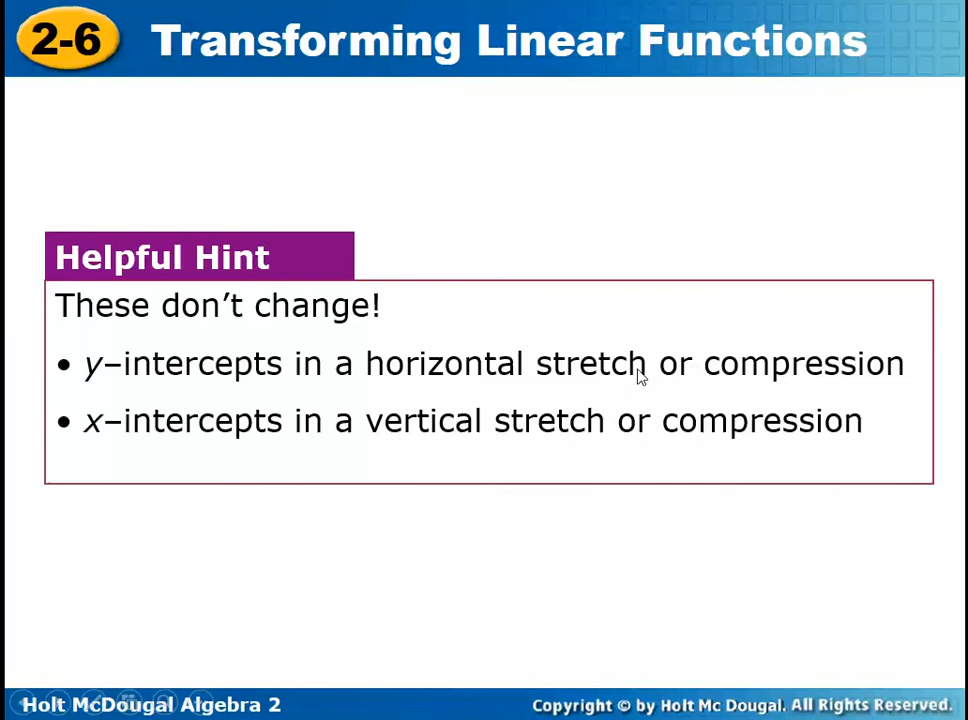 2-6 Transforming Linear Functions
Helpful Hint
These don’t change!
• y–intercepts in a horizontal stretch or compression
• x–intercepts in a vertical stretch or compression
Holt McDougal Algebra 2 Copyright © by Holt Mc Dougal. All Rights Reserved.